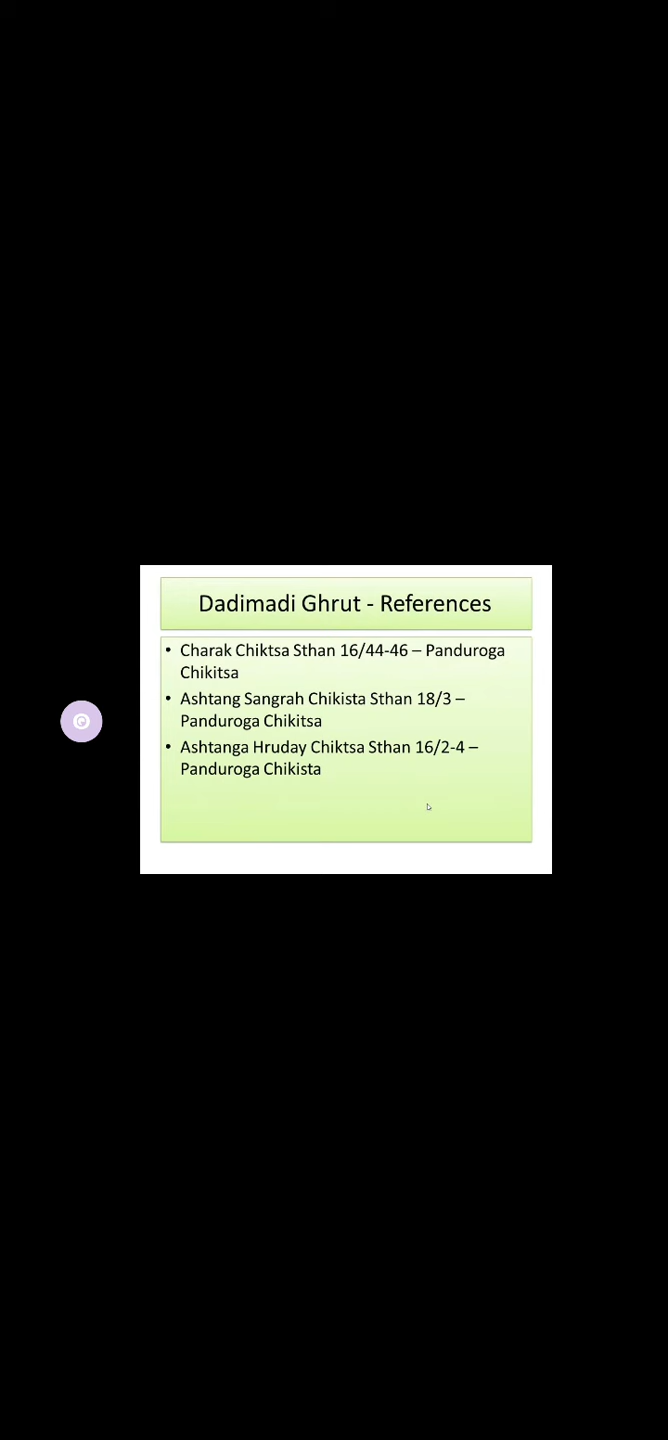 Dadimadi Ghrut - References
• Charak Chiktsa Sthan 16/44-46 – Panduroga
Chikitsa
• Ashtang Sangrah Chikista Sthan 18/3 –
Panduroga Chikitsa
• Ashtanga Hruday Chiktsa Sthan 16/2-4 –
Panduroga Chikista